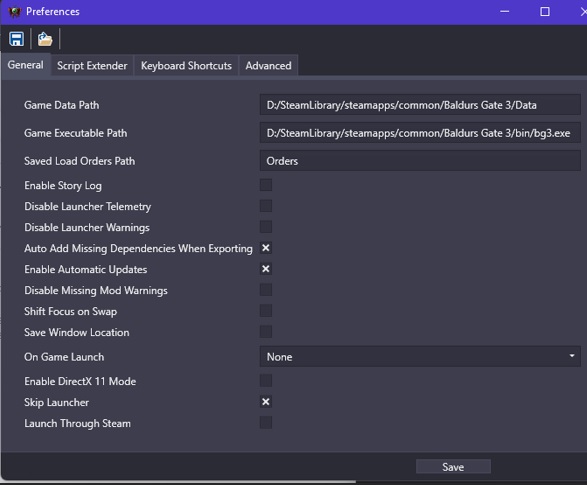 Preferences
General Script Extender Keyboard Shortcuts Advanced
Game Data Path D:/SteamLibrary/steamapps/common/Baldurs Gate 3/Data
Game Executable Path D:/SteamLibrary/steamapps/common/Baldurs Gate 3/bin/bg3.exe
Saved Load Orders Path Orders
Enable Story Log
Disable Launcher Telemetry
Disable Launcher Warnings
Auto Add Missing Dependencies When Exporting
Enable Automatic Updates
Disable Missing Mod Warnings
Shift Focus on Swap
Save Window Location
On Game Launch None
Enable DirectX 11 Mode
Skip Launcher
Launch Through Steam
Save